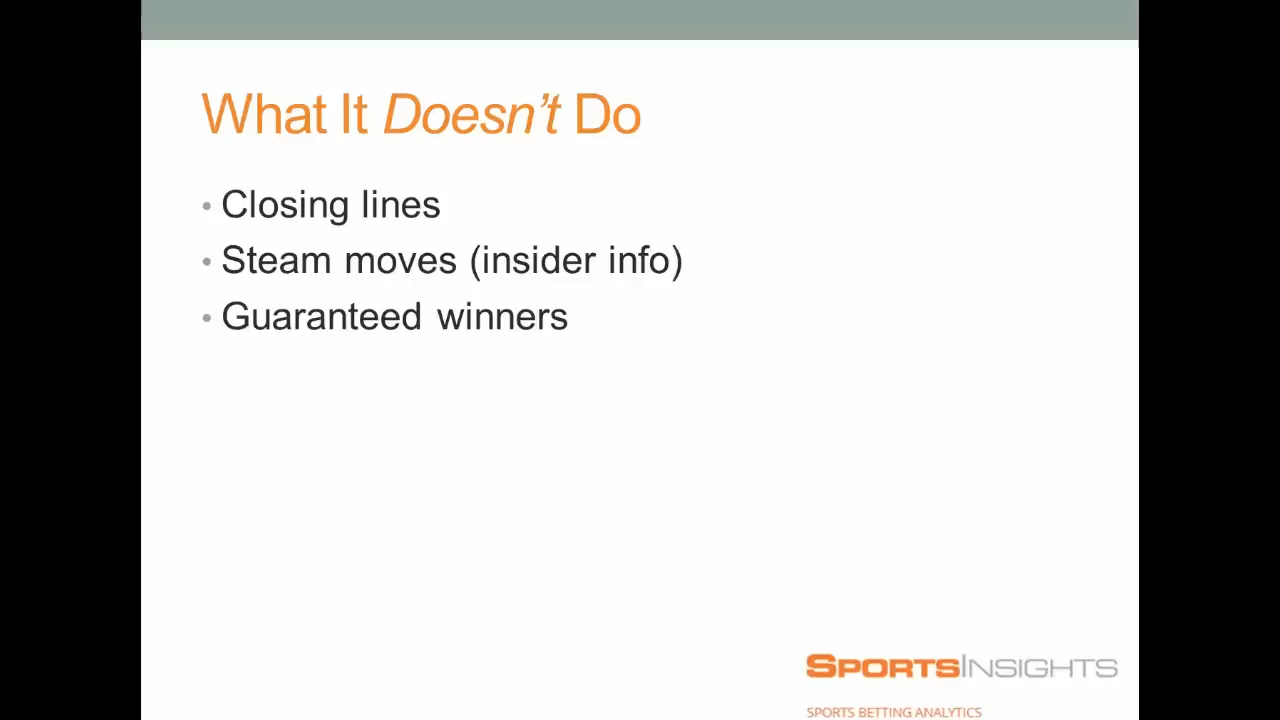 What It Doesn't Do
• Closing lines
• Steam moves (insider info)
• Guaranteed winners
SPORTSINSIGHTS
SPORTS BETTING ANALYTICS